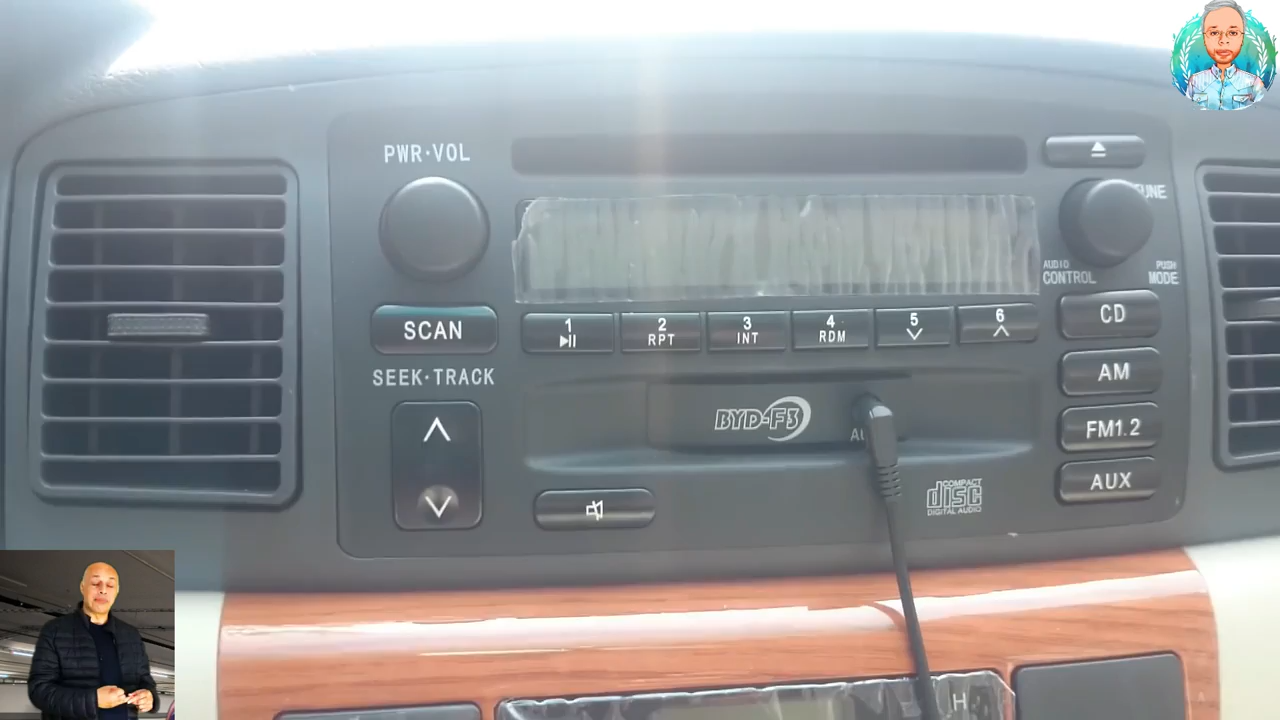 PWR·VOL
TUNE
AUDIO CONTROL
PUSH MODE
SCAN
SEEK·TRACK
1
2 RPT
3 INT
4 RDM
5
6
CD
AM
FM1.2
AUX
BYD-F3
COMPACT
disc
DIGITAL AUDIO
H